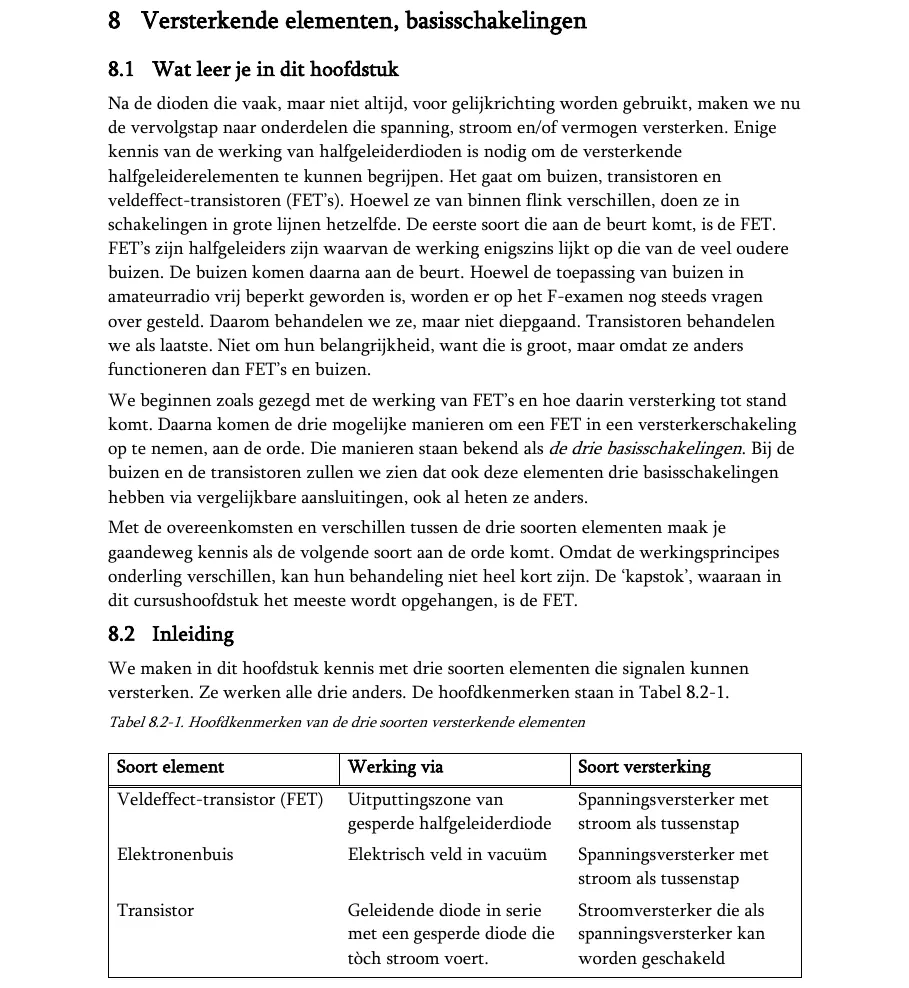 8 Versterkende elementen, basisschakelingen
8.1 Wat leer je in dit hoofdstuk
Na de dioden die vaak, maar niet altijd, voor gelijkrichting worden gebruikt, maken we nu
de vervolgstap naar onderdelen die spanning, stroom en/of vermogen versterken. Enige
kennis van de werking van halfgeleiderdioden is nodig om de versterkende
halfgeleiderelementen te kunnen begrijpen. Het gaat om buizen, transistoren en
veldeffect-transistoren (FET’s). Hoewel ze van binnen flink verschillen, doen ze in
schakelingen in grote lijnen hetzelfde. De eerste soort die aan de beurt komt, is de FET.
FET’s zijn halfgeleiders zijn waarvan de werking enigszins lijkt op die van de veel oudere
buizen. De buizen komen daarna aan de beurt. Hoewel de toepassing van buizen in
amateurradio vrij beperkt geworden is, worden er op het F-examen nog steeds vragen
over gesteld. Daarom behandelen we ze, maar niet diepgaand. Transistoren behandelen
we als laatste. Niet om hun belangrijkheid, want die is groot, maar omdat ze anders
functioneren dan FET’s en buizen.
We beginnen zoals gezegd met de werking van FET’s en hoe daarin versterking tot stand
komt. Daarna komen de drie mogelijke manieren om een FET in een versterkerschakeling
op te nemen, aan de orde. Die manieren staan bekend als de drie basisschakelingen. Bij de
buizen en de transistoren zullen we zien dat ook deze elementen drie basisschakelingen
hebben via vergelijkbare aansluitingen, ook al heten ze anders.
Met de overeenkomsten en verschillen tussen de drie soorten elementen maak je
gaandeweg kennis als de volgende soort aan de orde komt. Omdat de werkingsprincipes
onderling verschillen, kan hun behandeling niet heel kort zijn. De ‘kapstok’, waaraan in
dit cursushoofdstuk het meeste wordt opgehangen, is de FET.
8.2 Inleiding
We maken in dit hoofdstuk kennis met drie soorten elementen die signalen kunnen
versterken. Ze werken alle drie anders. De hoofdkenmerken staan in Tabel 8.2-1.
Tabel 8.2-1. Hoofdkenmerken van de drie soorten versterkende elementen
Soort element Werking via Soort versterking
Veldeffect-transistor (FET) Uitputtingszone van Spanningsversterker met
gesperde halfgeleiderdiode stroom als tussenstap
Elektronenbuis Elektrisch veld in vacuüm Spanningsversterker met
stroom als tussenstap
Transistor Geleidende diode in serie Stroomversterker die als
met een gesperde diode die spanningsversterker kan
tòch stroom voert. worden geschakeld